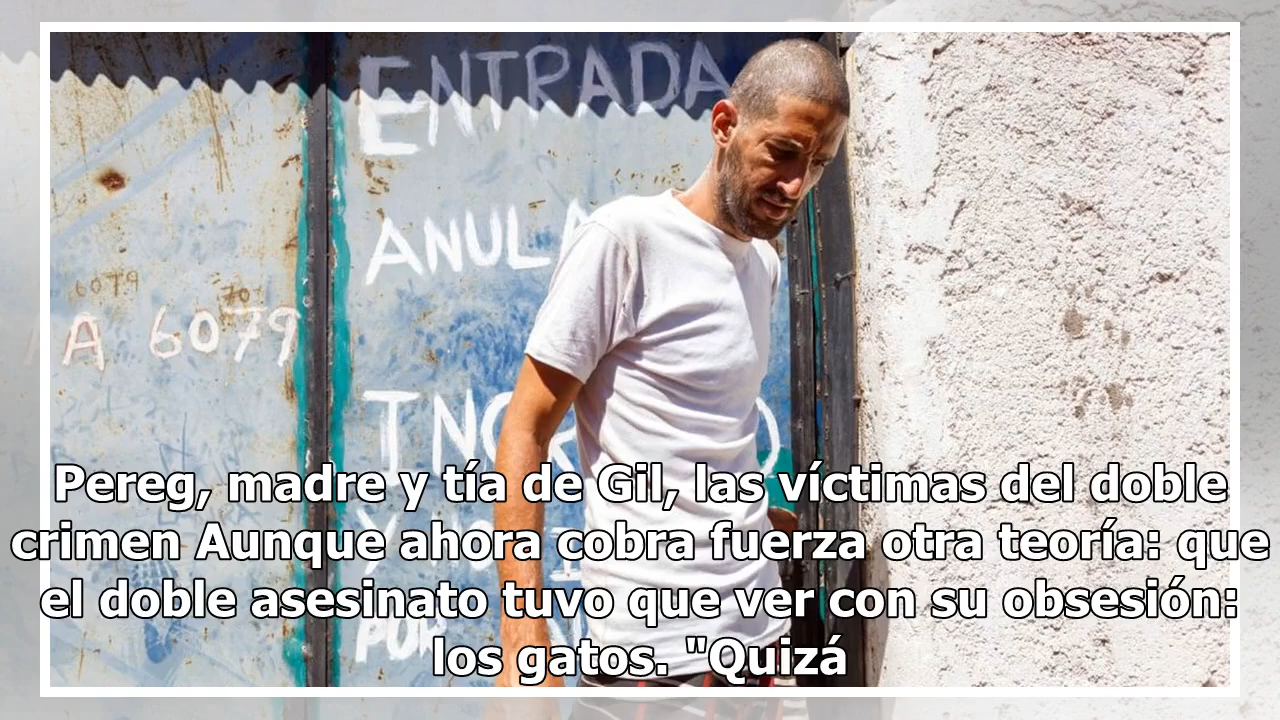 ENTRADA
ANULA
6079
70
A 6079
Pereg, madre y tía de Gil, las víctimas del doble
crimen Aunque ahora cobra fuerza otra teoría: que
el doble asesinato tuvo que ver con su obsesión:
los gatos. "Quizá